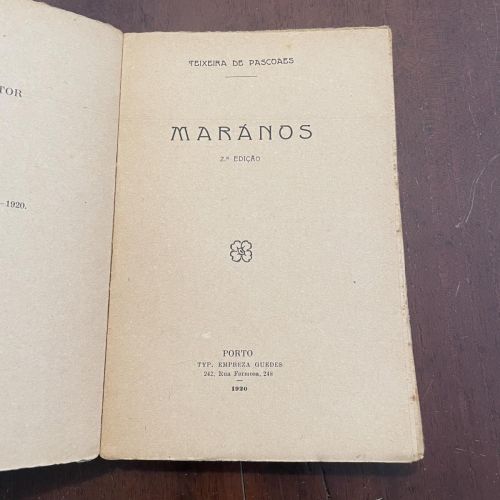 TOR
—1920.
TEIXEIRA DE PASCOAES
MARÁNOS
2.ª EDIÇÃO
PORTO
TYP. EMPREZA GUEDES
242, Rua Formosa, 248
1920